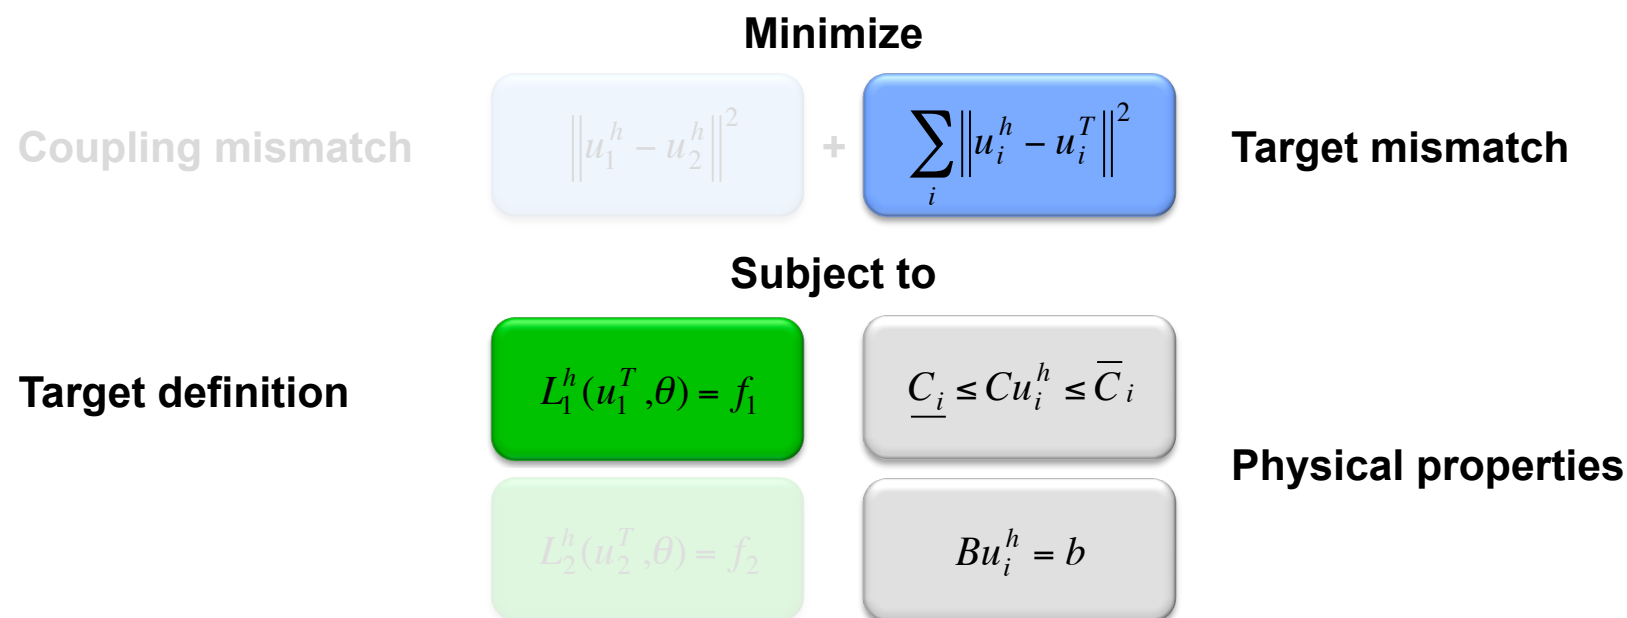 Minimize
Coupling mismatch
‖u₁ʰ − u₂ʰ‖² + ∑ᵢ‖uᵢʰ − uᵢᵀ‖²
Target mismatch
Subject to
Target definition
L₁ʰ(u₁ᵀ,θ) = f₁
C̲ᵢ ≤ Cuᵢʰ ≤ C̅ᵢ
Physical properties
L₂ʰ(u₂ᵀ,θ) = f₂
Buᵢʰ = b